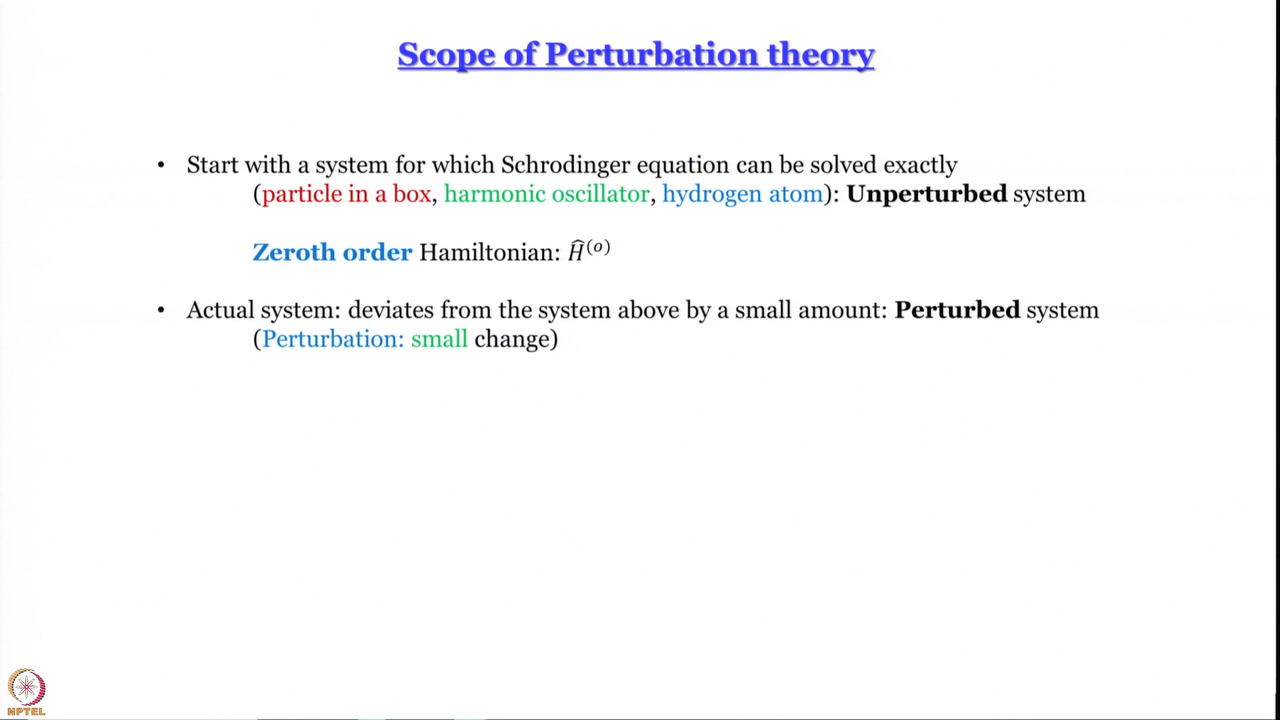 Scope of Perturbation theory
• Start with a system for which Schrodinger equation can be solved exactly
(particle in a box, harmonic oscillator, hydrogen atom): Unperturbed system
Zeroth order Hamiltonian: Ĥ⁽ᵒ⁾
• Actual system: deviates from the system above by a small amount: Perturbed system
(Perturbation: small change)
NPTEL